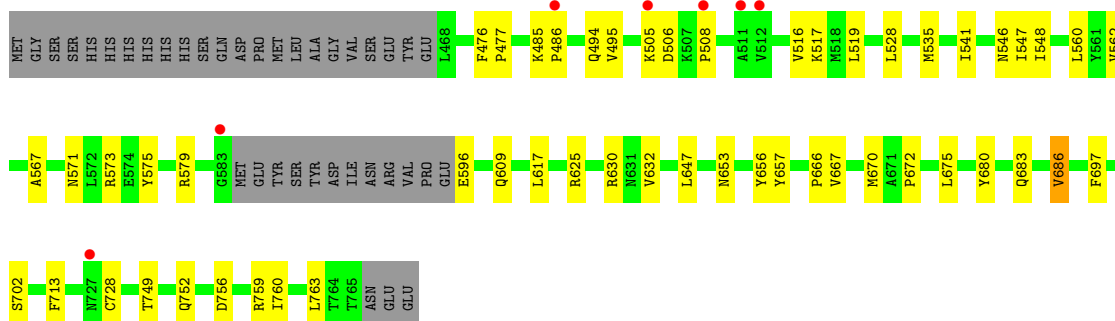 MET GLY SER SER HIS HIS HIS HIS HIS HIS SER GLN ASP PRO MET LEU ALA GLY VAL SER GLU TYR GLU L468 F476 P477 K485 P486 Q494 V495 K505 D506 K507 P508 A511 V512 V516 K517 M518 L519 L528 M535 I541 N546 I547 I548 L560 Y561 V562
A567 N571 L572 R573 E574 Y575 R579 G583 MET GLU TYR SER TYR ASP ILE ASN ARG VAL PRO GLU E596 Q609 L617 R625 R630 N631 V632 L647 N653 Y656 Y657 P666 V667 M670 A671 P672 L675 Y680 Q683 V686 F697
S702 F713 N727 C728 T749 Q752 D756 R759 I760 L763 T764 T765 ASN GLU GLU